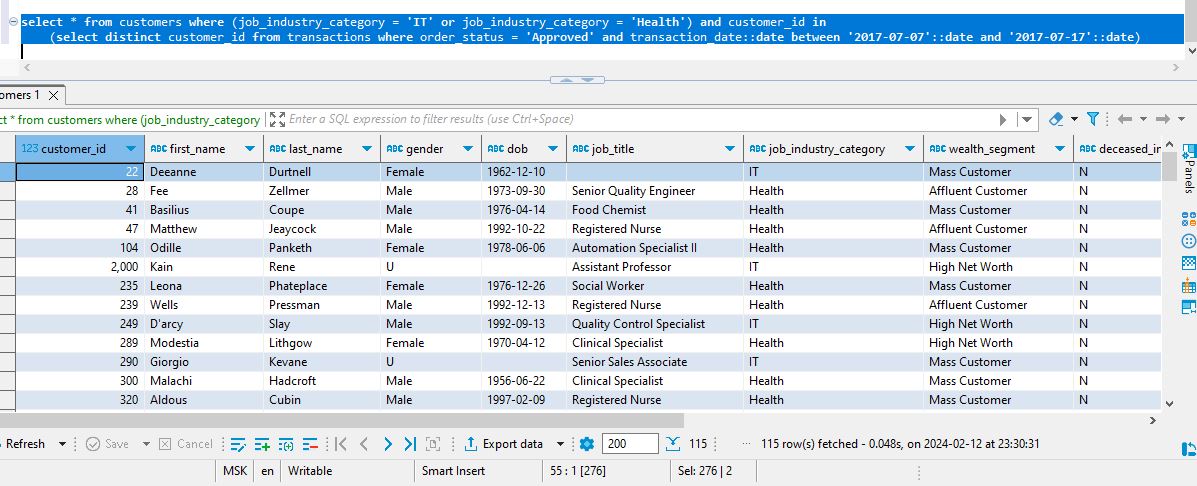 select * from customers where (job_industry_category = 'IT' or job_industry_category = 'Health') and customer_id in
(select distinct customer_id from transactions where order_status = 'Approved' and transaction_date::date between '2017-07-07'::date and '2017-07-17'::date)
omers 1
ct * from customers where (job_industry_category Enter a SQL expression to filter results (use Ctrl+Space)
123 customer_id ABC first_name ABC last_name ABC gender ABC dob ABC job_title ABC job_industry_category ABC wealth_segment ABC deceased_in
22 Deeanne Durtnell Female 1962-12-10 IT Mass Customer N
28 Fee Zellmer Male 1973-09-30 Senior Quality Engineer Health Affluent Customer N
41 Basilius Coupe Male 1976-04-14 Food Chemist Health Mass Customer N
47 Matthew Jeaycock Male 1992-10-22 Registered Nurse Health Affluent Customer N
104 Odille Panketh Female 1978-06-06 Automation Specialist II Health Mass Customer N
2,000 Kain Rene U Assistant Professor IT High Net Worth N
235 Leona Phateplace Female 1976-12-26 Social Worker Health Mass Customer N
239 Wells Pressman Male 1992-12-13 Registered Nurse Health Affluent Customer N
249 D'arcy Slay Male 1992-09-13 Quality Control Specialist IT High Net Worth N
289 Modestia Lithgow Female 1970-04-12 Clinical Specialist Health High Net Worth N
290 Giorgio Kevane U Senior Sales Associate IT Mass Customer N
300 Malachi Hadcroft Male 1956-06-22 Clinical Specialist Health Mass Customer N
320 Aldous Cubin Male 1997-02-09 Registered Nurse Health Mass Customer N
Panels
Refresh Save Cancel Export data 200 115 ... 115 row(s) fetched - 0.048s, on 2024-02-12 at 23:30:31
MSK en Writable Smart Insert 55 : 1 [276] Sel: 276 | 2